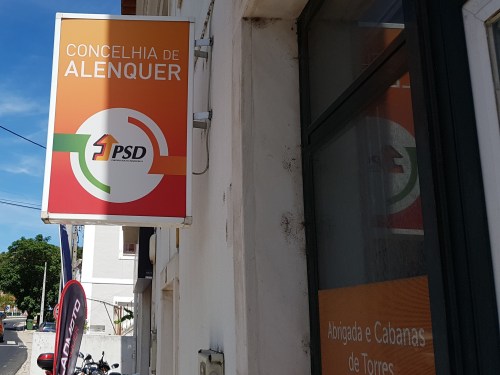 CONCELHIA DE
ALENQUER
PSD
Abrigada e Cabanas
de Torres